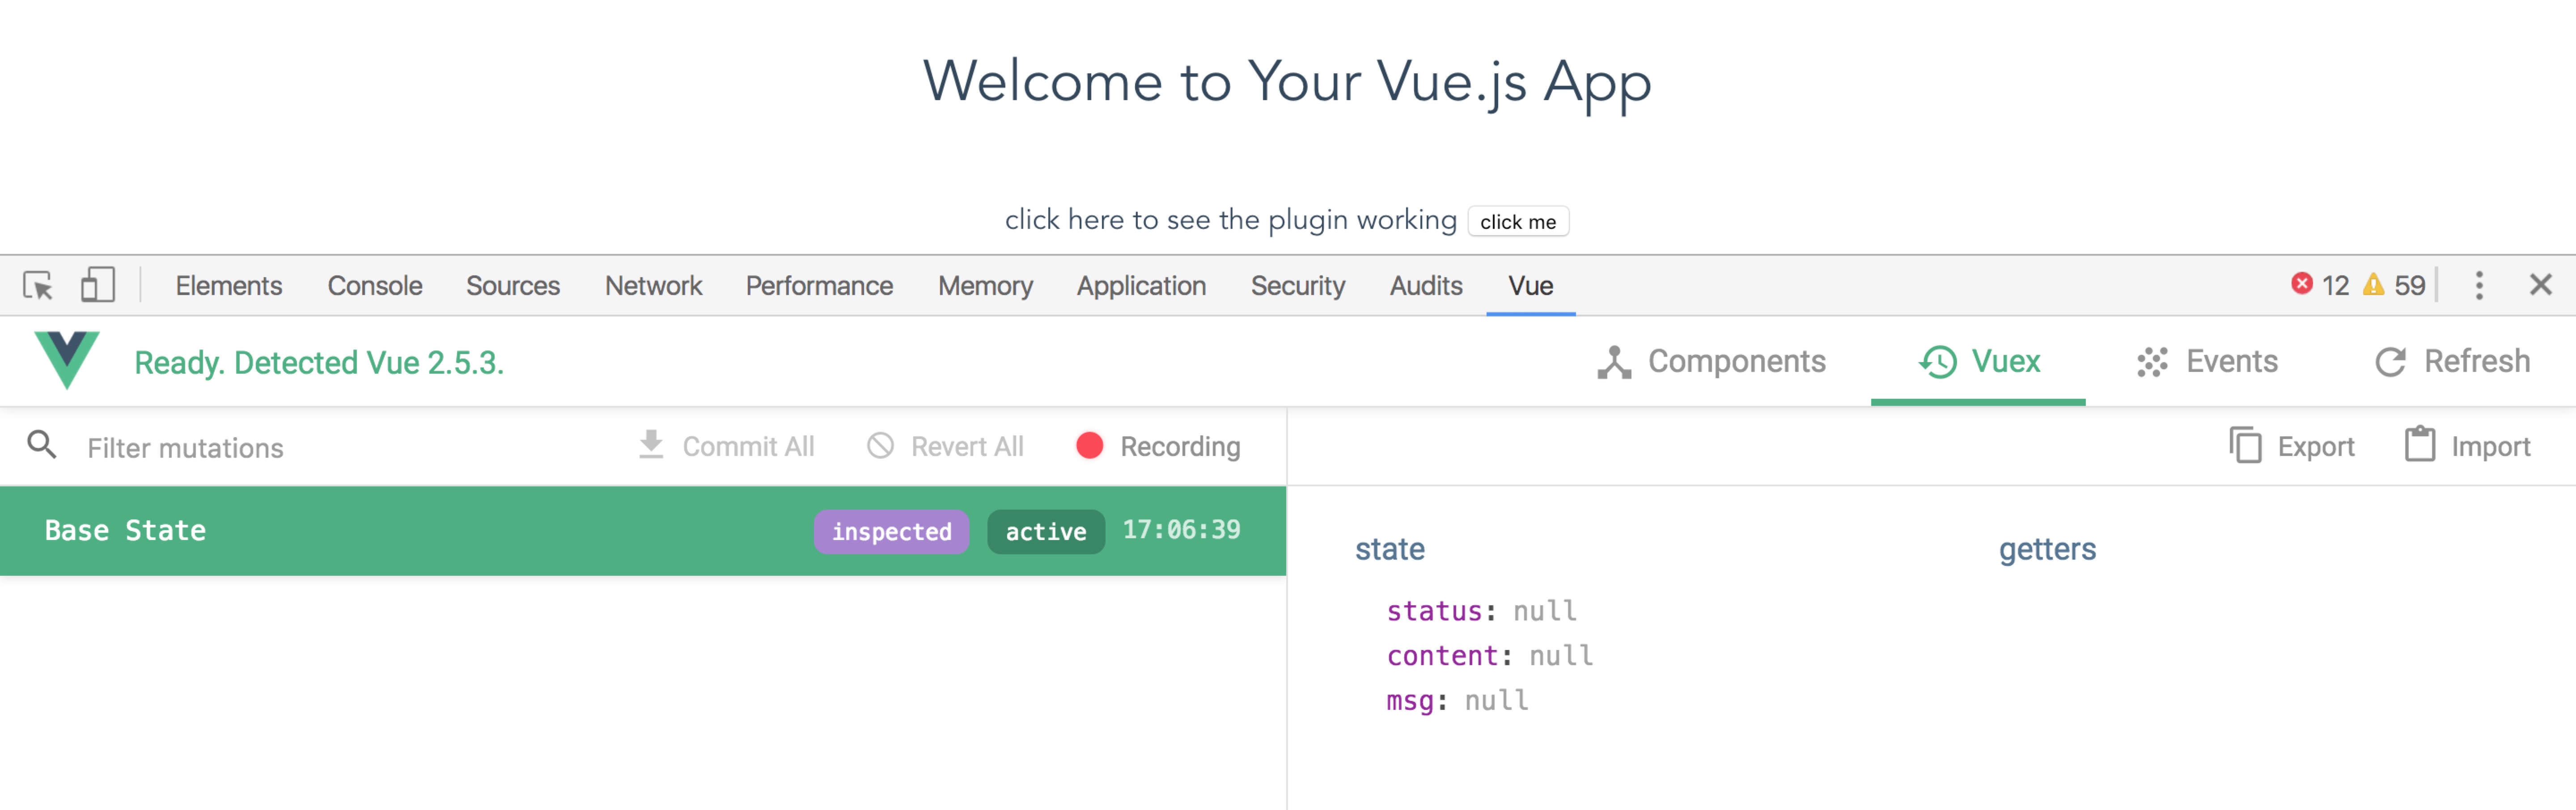 Welcome to Your Vue.js App
click here to see the plugin working click me
Elements Console Sources Network Performance Memory Application Security Audits Vue 12 59
Ready. Detected Vue 2.5.3. Components Vuex Events Refresh
Filter mutations Commit All Revert All Recording Export Import
Base State inspected active 17:06:39
state getters
status: null
content: null
msg: null